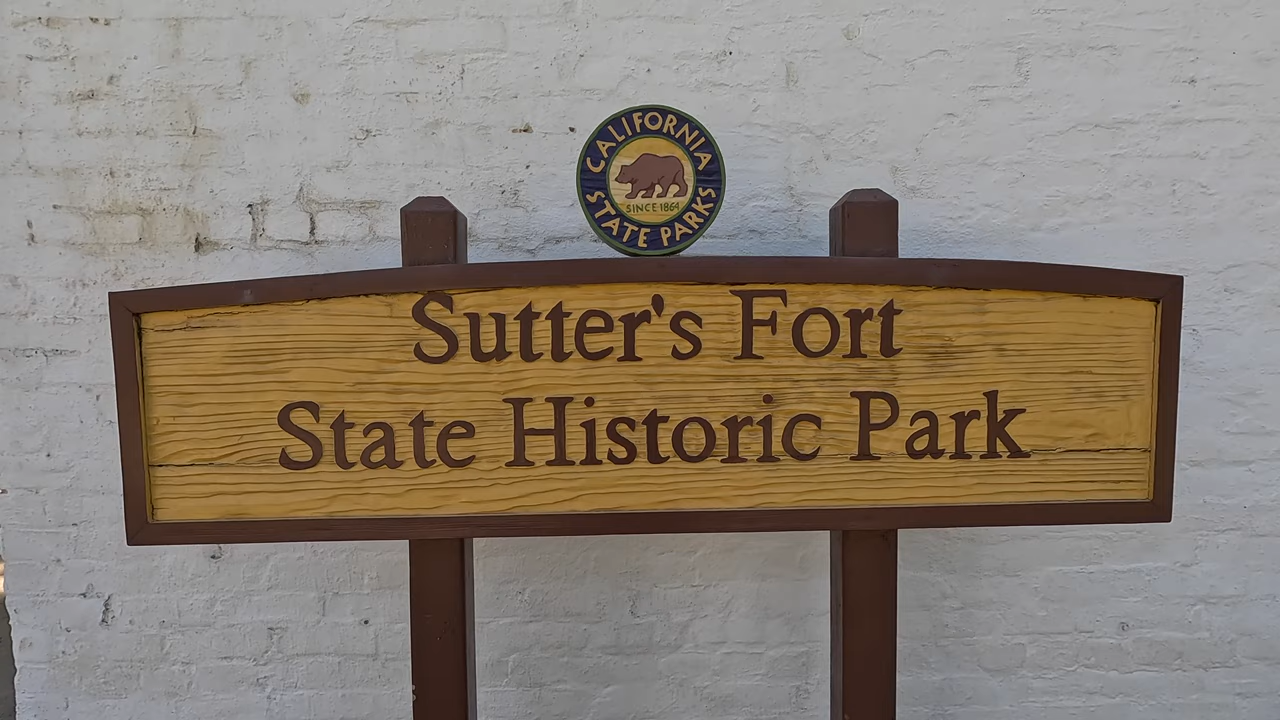 CALIFORNIA
SINCE 1864
STATE PARKS
Sutter's Fort
State Historic Park